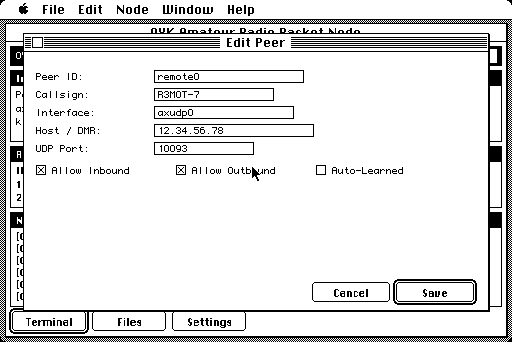 File Edit Node Window Help
Edit Peer
Peer ID: remote0
Callsign: R3MOT-7
Interface: axudp0
Host / DMR: 12.34.56.78
UDP Port: 10093
Allow Inbound Allow Outbound Auto-Learned
Cancel Save
Terminal Files Settings